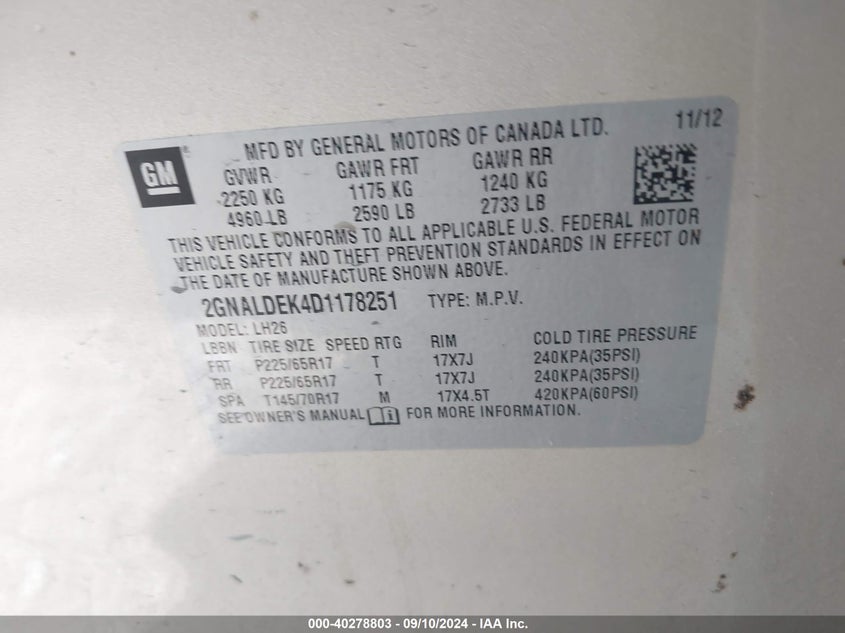 GM ®
MFD BY GENERAL MOTORS OF CANADA LTD. 11/12
GVWR GAWR FRT GAWR RR
2250 KG 1175 KG 1240 KG
4960 LB 2590 LB 2733 LB
THIS VEHICLE CONFORMS TO ALL APPLICABLE U.S. FEDERAL MOTOR
VEHICLE SAFETY AND THEFT PREVENTION STANDARDS IN EFFECT ON
THE DATE OF MANUFACTURE SHOWN ABOVE.
2GNALDEK4D1178251 TYPE: M.P.V.
MODEL: LH26
LBBN TIRE SIZE SPEED RTG RIM COLD TIRE PRESSURE
FRT P225/65R17 T 17X7J 240KPA(35PSI)
RR P225/65R17 T 17X7J 240KPA(35PSI)
SPA T145/70R17 M 17X4.5T 420KPA(60PSI)
SEE OWNER'S MANUAL i FOR MORE INFORMATION.
000-40278803 - 09/10/2024 - IAA Inc.